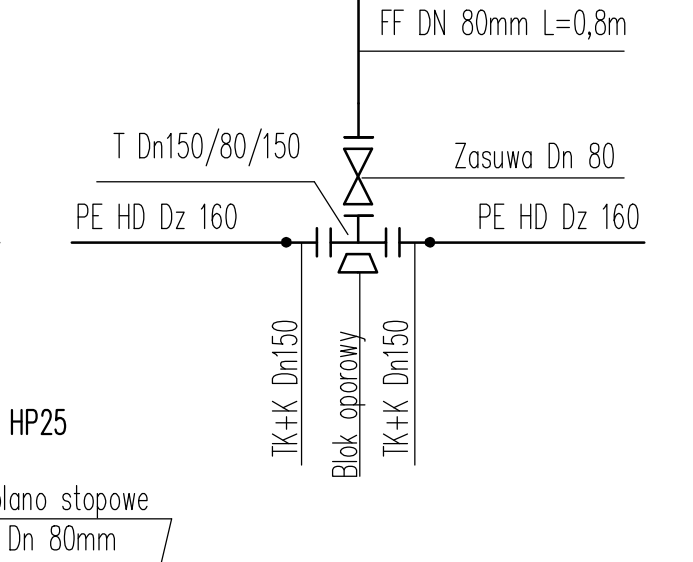 FF DN 80mm L=0,8m
T Dn150/80/150
Zasuwa Dn 80
PE HD Dz 160
PE HD Dz 160
TK+K Dn150
Blok oporowy
TK+K Dn150
HP25
stopowe
Dn 80mm